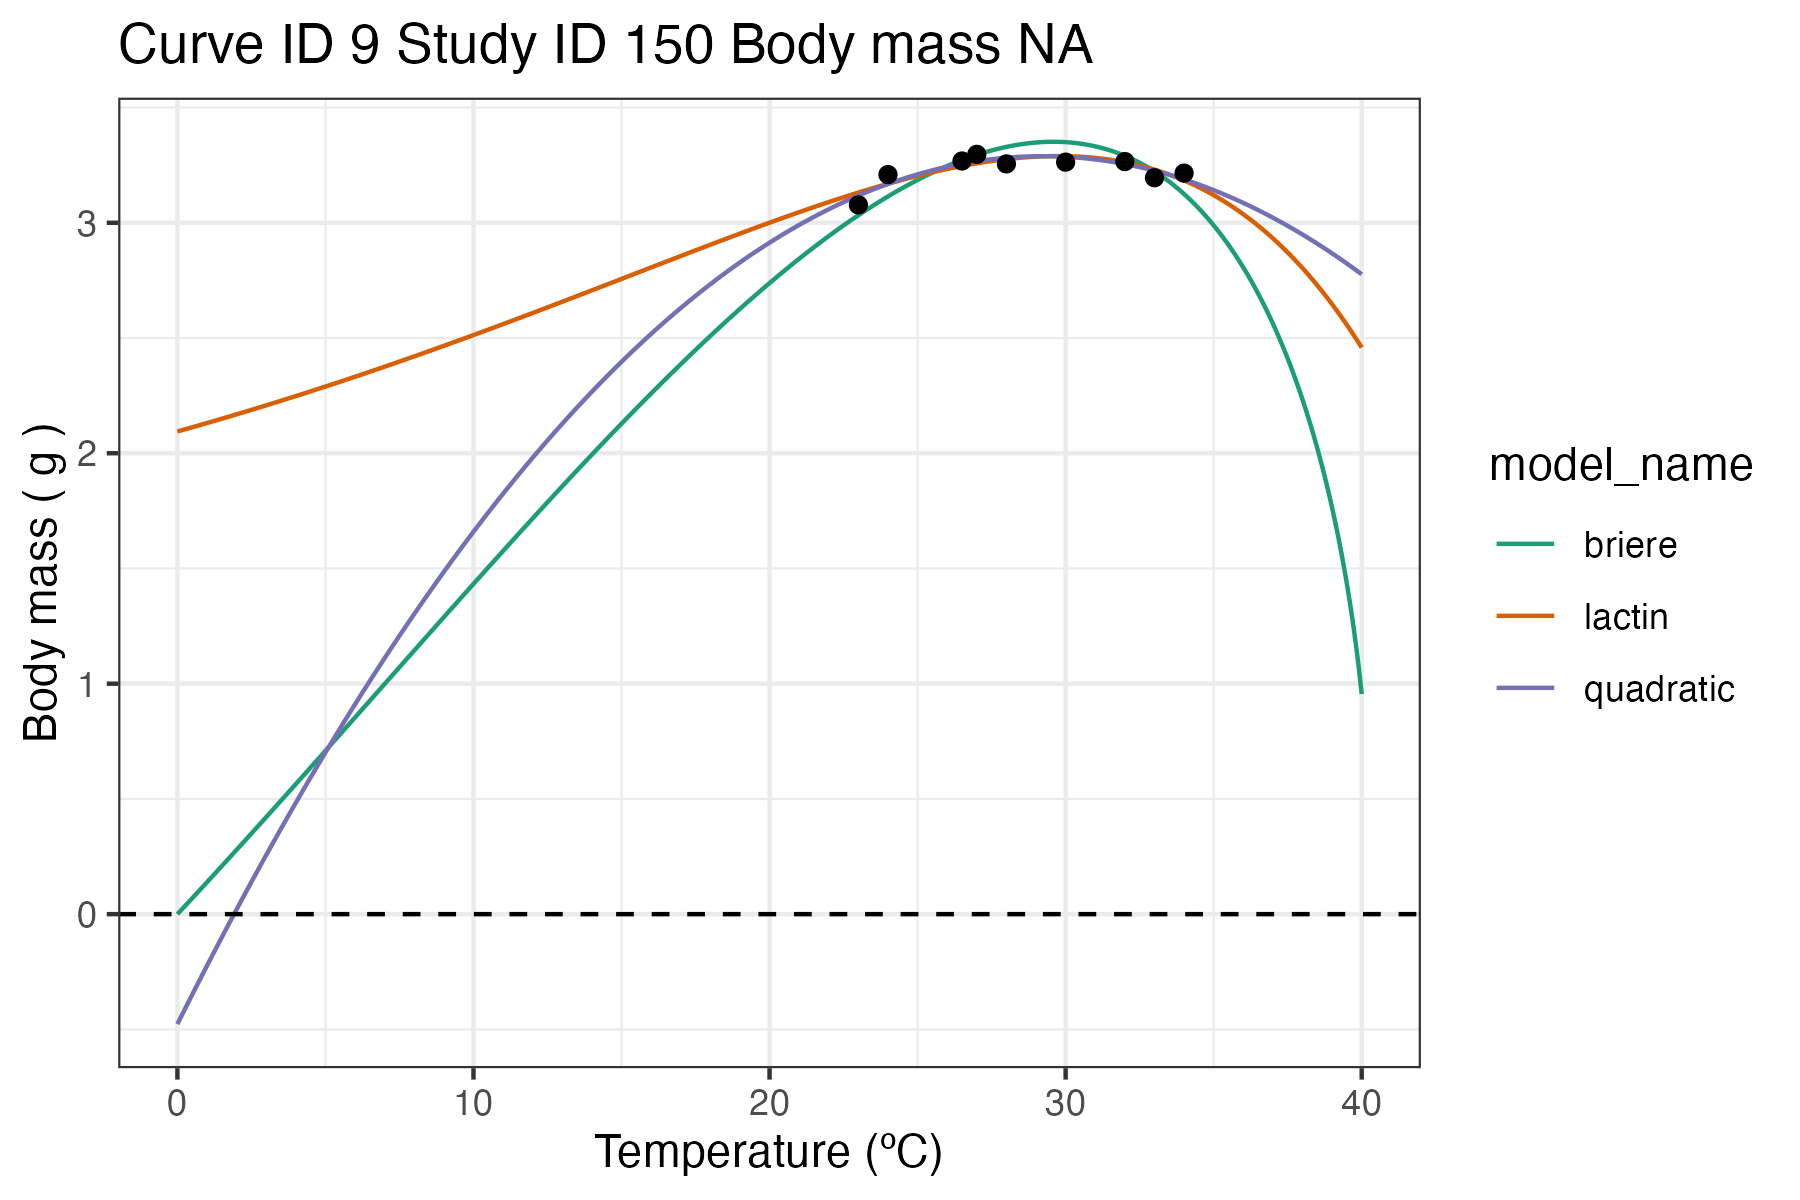 Curve ID 9 Study ID 150 Body mass NA
Body mass ( g )
3
2
1
0
0 10 20 30 40
Temperature (ºC)
model_name
briere
lactin
quadratic